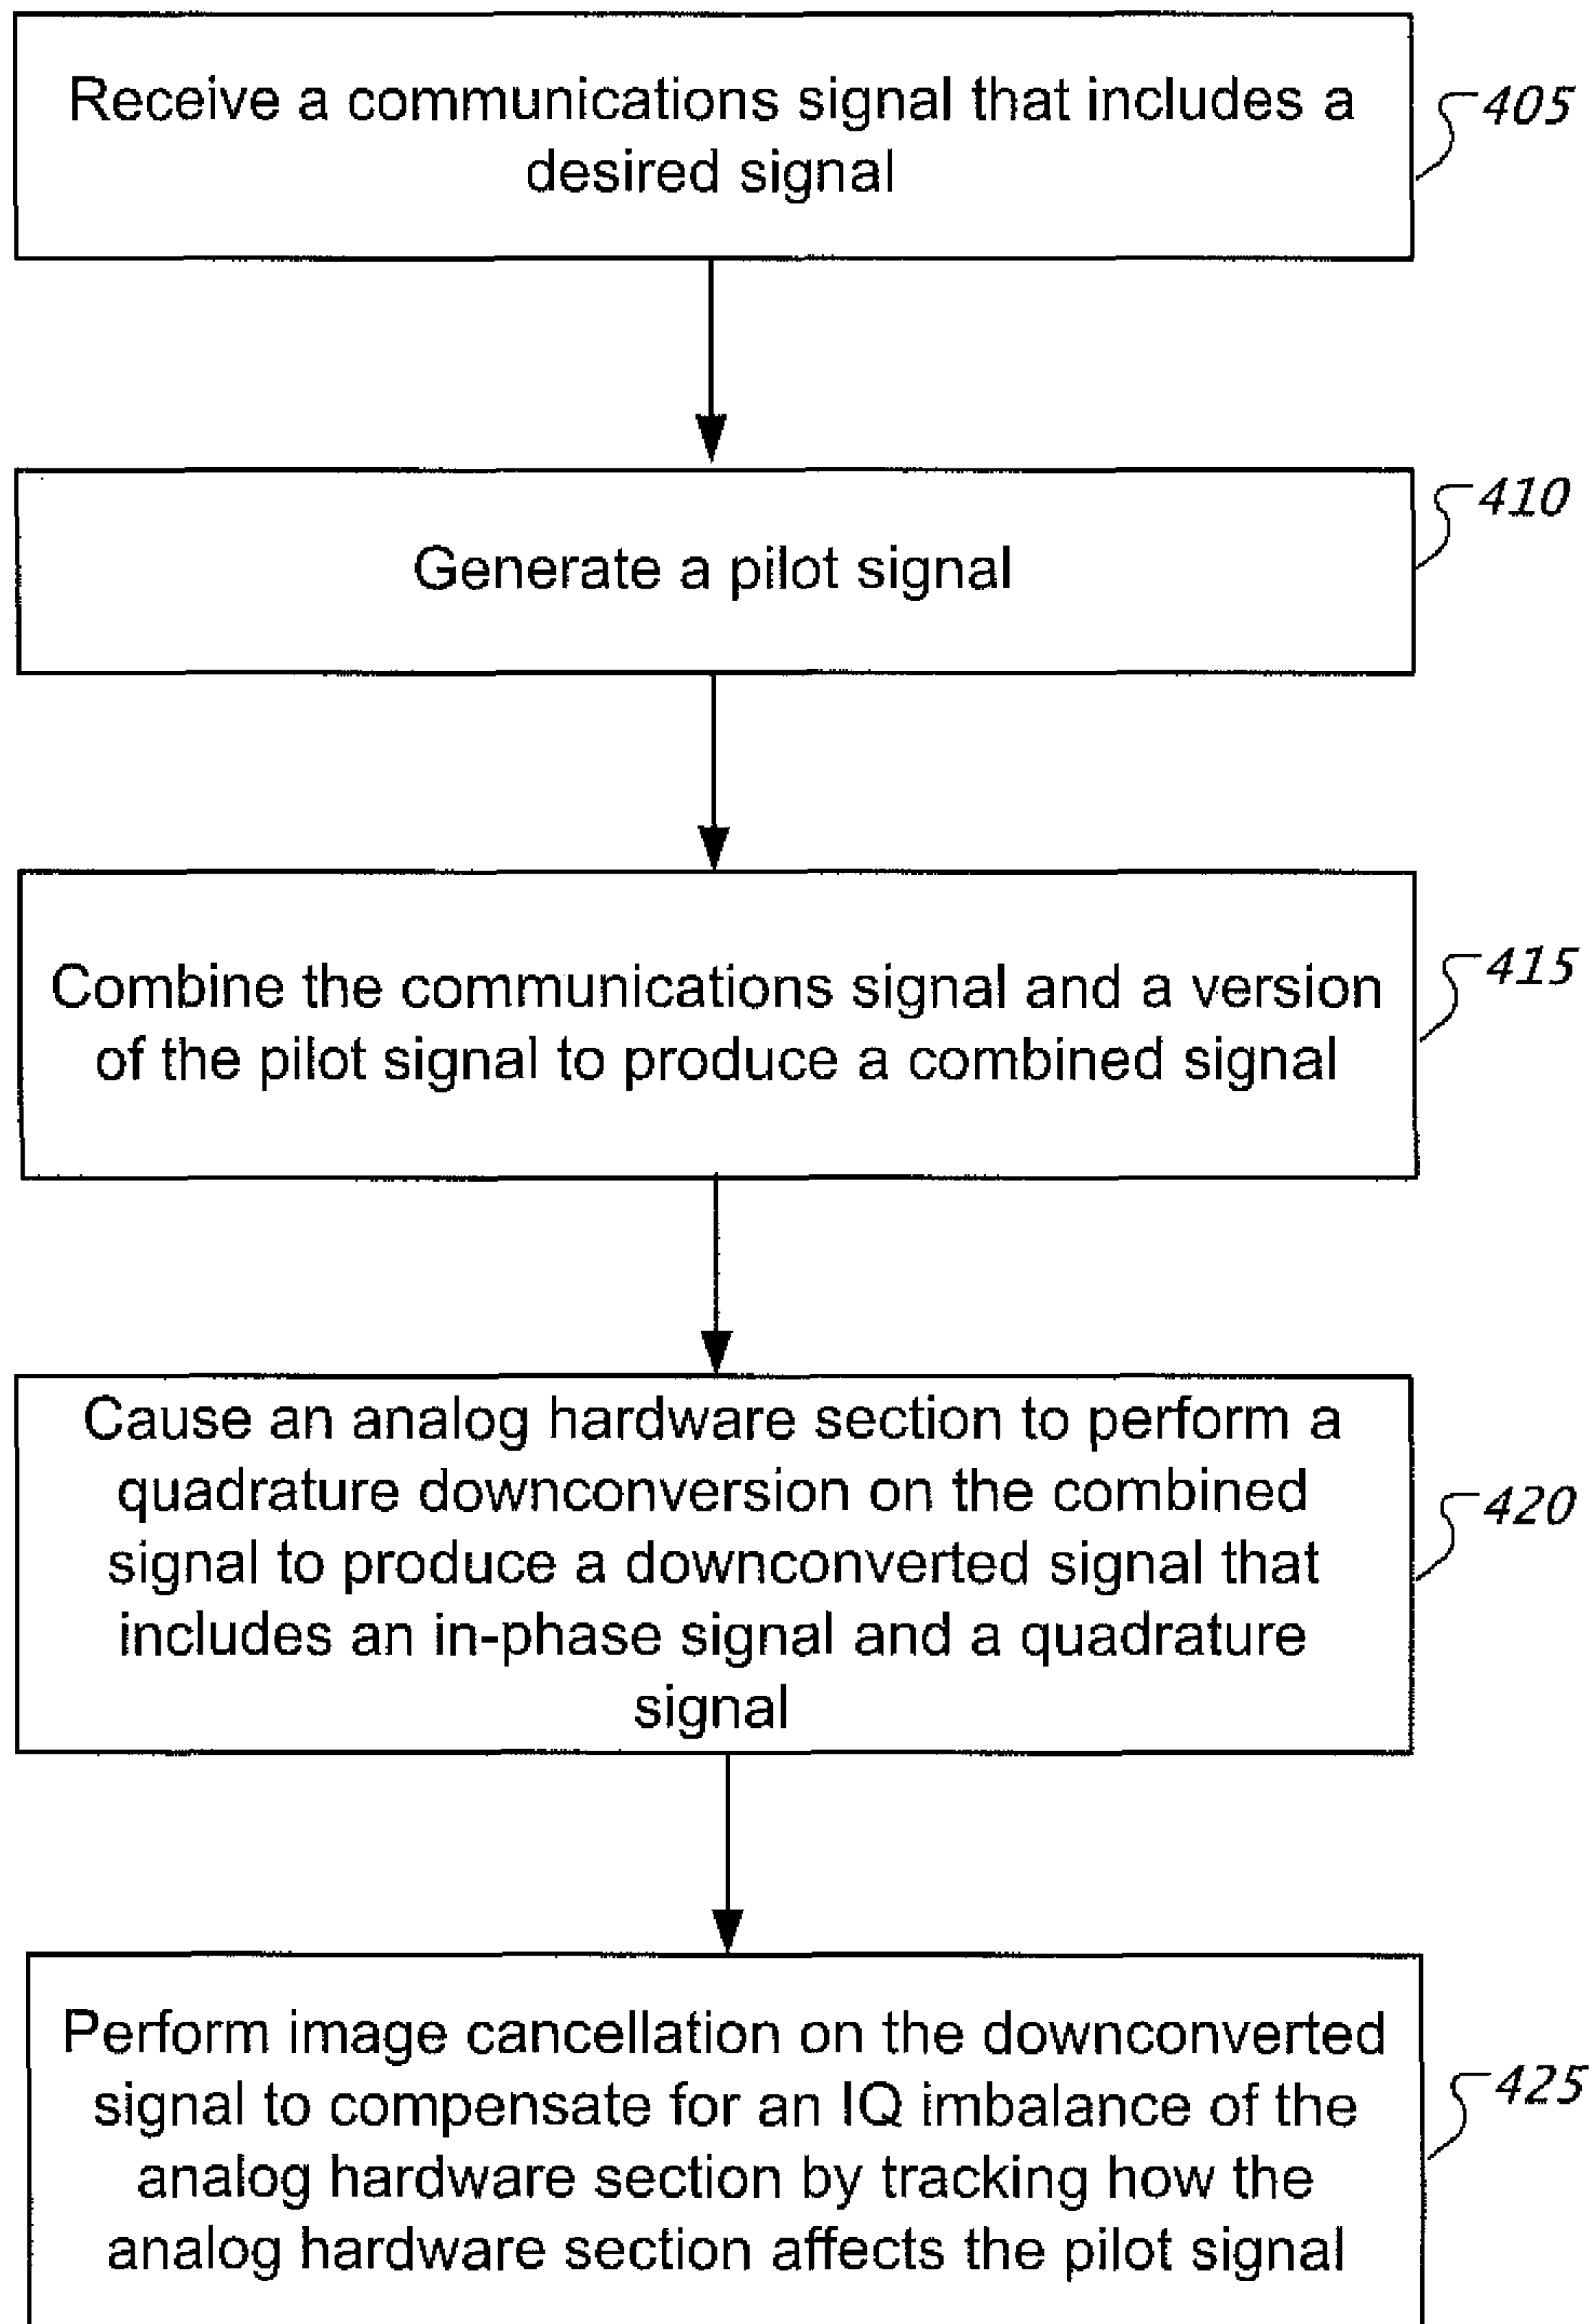 Receive a communications signal that includes a
desired signal
405
Generate a pilot signal
410
Combine the communications signal and a version
of the pilot signal to produce a combined signal
415
Cause an analog hardware section to perform a
quadrature downconversion on the combined
signal to produce a downconverted signal that
includes an in-phase signal and a quadrature
signal
420
Perform image cancellation on the downconverted
signal to compensate for an IQ imbalance of the
analog hardware section by tracking how the
analog hardware section affects the pilot signal
425